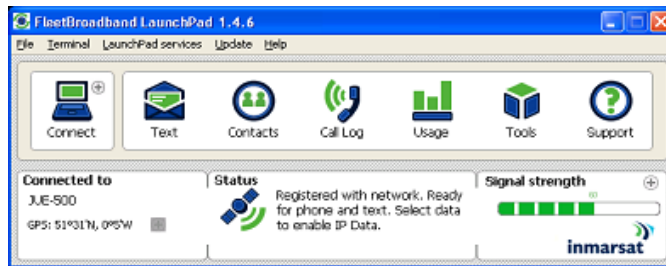 FleetBroadband LaunchPad 1.4.6
File Terminal LaunchPad services Update Help
Connect Text Contacts Call Log Usage Tools Support
Connected to
JUE-500
GPS: 51°31'N, 0°5'W
Status
Registered with network. Ready
for phone and text. Select data
to enable IP Data.
Signal strength
60
inmarsat